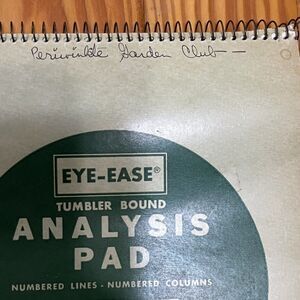 Periwinkle Garden Club -
EYE-EASE®
TUMBLER BOUND
ANALYSIS
PAD
NUMBERED LINES - NUMBERED COLUMNS